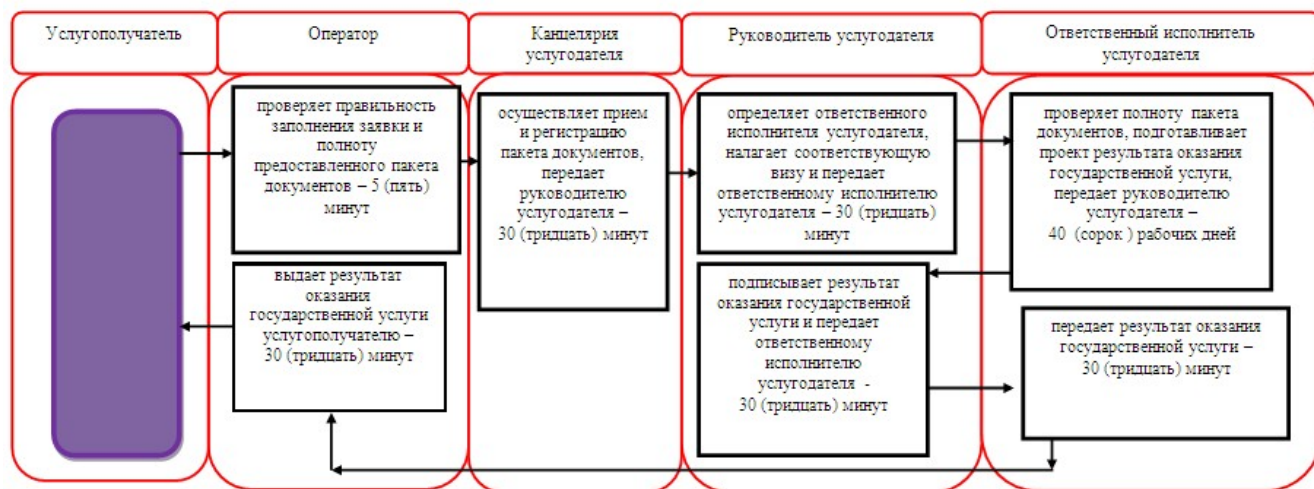 Услугополучатель
Оператор
Канцелярия
услугодателя
Руководитель услугодателя
Ответственный исполнитель
услугодателя
проверяет правильность
заполнения заявки и
полноту
предоставленного пакета
документов – 5 (пять)
минут
осуществляет прием
и регистрацию
пакета документов,
передает
руководителю
услугодателя –
30 (тридцать) минут
определяет ответственного
исполнителя услугодателя,
налагает соответствующую
визу и передает
ответственному исполнителю
услугодателя – 30 (тридцать)
минут
проверяет полноту пакета
документов, подготавливает
проект результата оказания
государственной услуги,
передает руководителю
услугодателя –
40 (сорок ) рабочих дней
выдает результат
оказания
государственной услуги
услугополучателю –
30 (тридцать) минут
подписывает результат
оказания государственной
услуги и передает
ответственному
исполнителю
услугодателя -
30 (тридцать) минут
передает результат оказания
государственной услуги –
30 (тридцать) минут